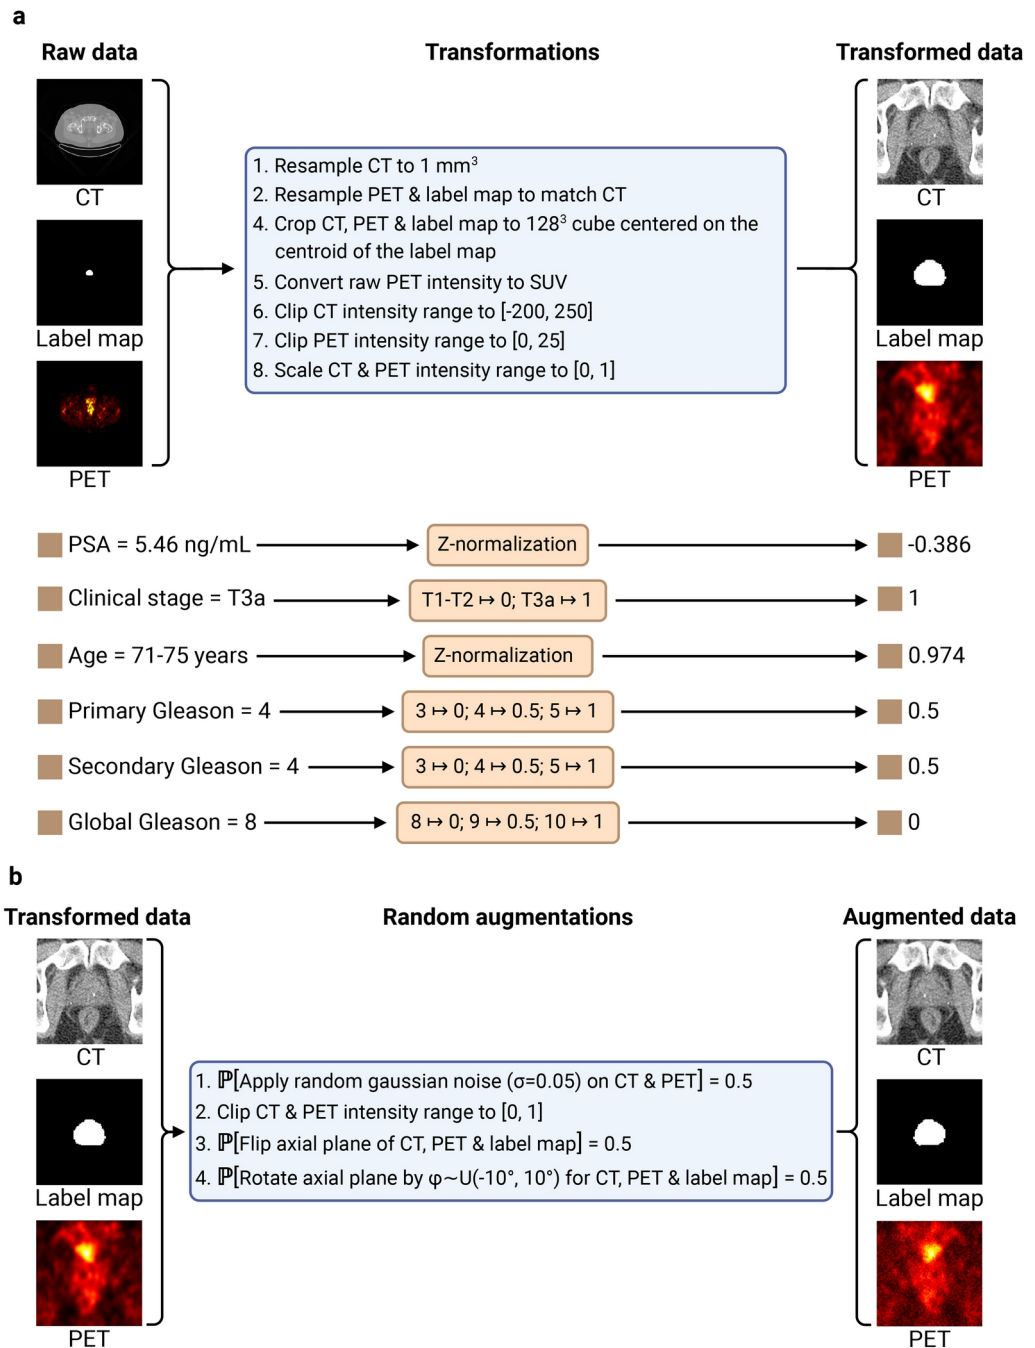 a
Raw data
Transformations
Transformed data
CT
Label map
PET
1. Resample CT to 1 mm³
2. Resample PET & label map to match CT
4. Crop CT, PET & label map to 128³ cube centered on the
centroid of the label map
5. Convert raw PET intensity to SUV
6. Clip CT intensity range to [-200, 250]
7. Clip PET intensity range to [0, 25]
8. Scale CT & PET intensity range to [0, 1]
CT
Label map
PET
PSA = 5.46 ng/mL
Z-normalization
-0.386
Clinical stage = T3a
T1-T2 ↦ 0; T3a ↦ 1
1
Age = 71-75 years
Z-normalization
0.974
Primary Gleason = 4
3 ↦ 0; 4 ↦ 0.5; 5 ↦ 1
0.5
Secondary Gleason = 4
3 ↦ 0; 4 ↦ 0.5; 5 ↦ 1
0.5
Global Gleason = 8
8 ↦ 0; 9 ↦ 0.5; 10 ↦ 1
0
b
Transformed data
Random augmentations
Augmented data
CT
Label map
PET
1. ℙ[Apply random gaussian noise (σ=0.05) on CT & PET] = 0.5
2. Clip CT & PET intensity range to [0, 1]
3. ℙ[Flip axial plane of CT, PET & label map] = 0.5
4. ℙ[Rotate axial plane by φ~U(-10°, 10°) for CT, PET & label map] = 0.5
CT
Label map
PET